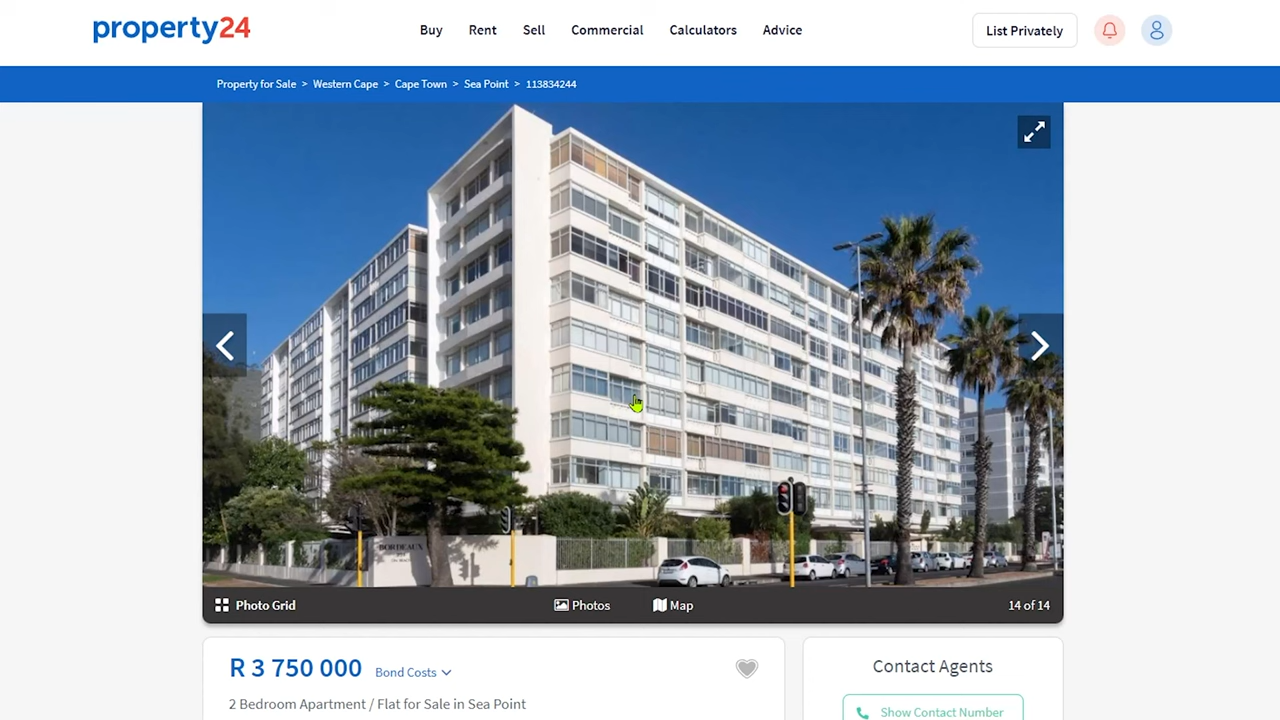 property24
Buy Rent Sell Commercial Calculators Advice List Privately
Property for Sale > Western Cape > Cape Town > Sea Point > 113834244
BORDEAUX
Photo Grid Photos Map 14 of 14
R 3 750 000 Bond Costs
2 Bedroom Apartment / Flat for Sale in Sea Point
Contact Agents
Show Contact Number